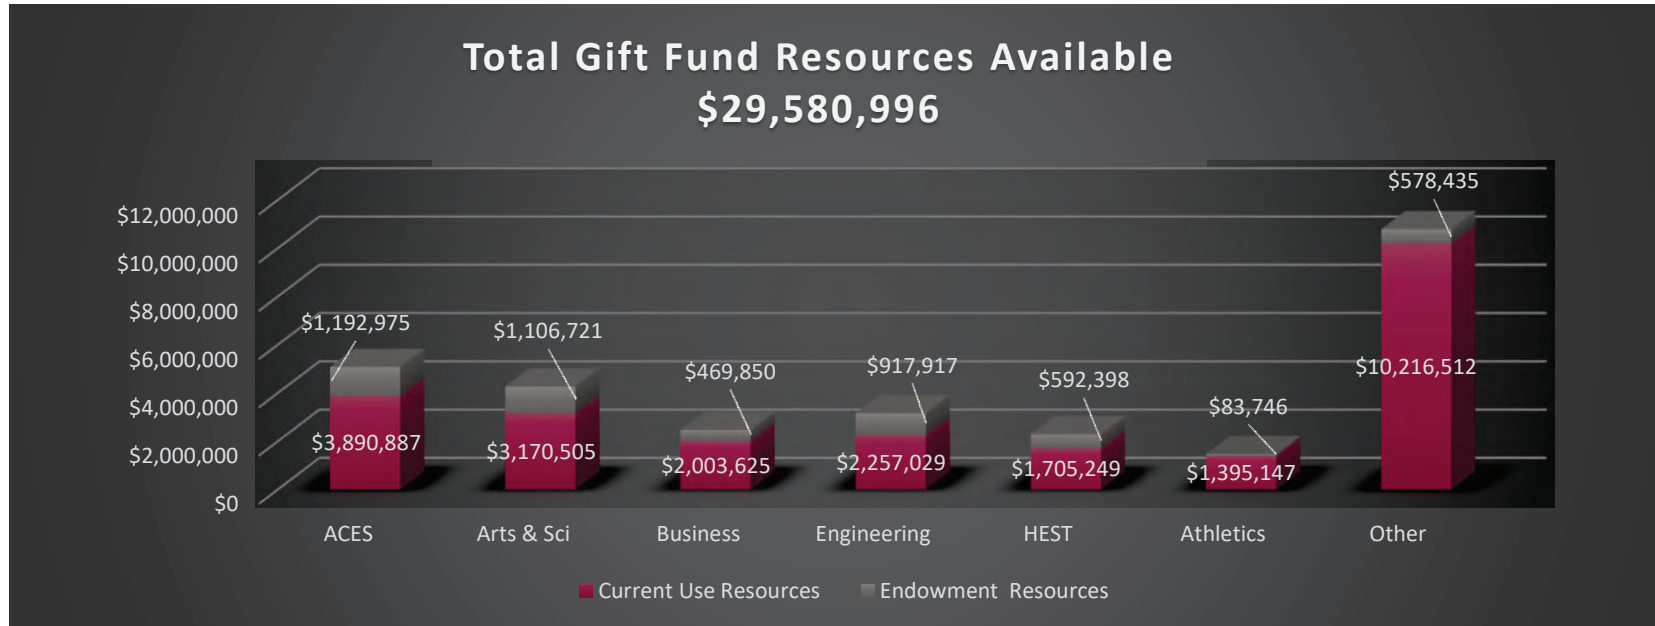 Total Gift Fund Resources Available
$29,580,996
$12,000,000
$10,000,000
$8,000,000
$6,000,000
$4,000,000
$2,000,000
$0
$1,192,975
$1,106,721
$469,850
$917,917
$592,398
$83,746
$578,435
$3,890,887
$3,170,505
$2,003,625
$2,257,029
$1,705,249
$1,395,147
$10,216,512
ACES
Arts & Sci
Business
Engineering
HEST
Athletics
Other
Current Use Resources
Endowment  Resources